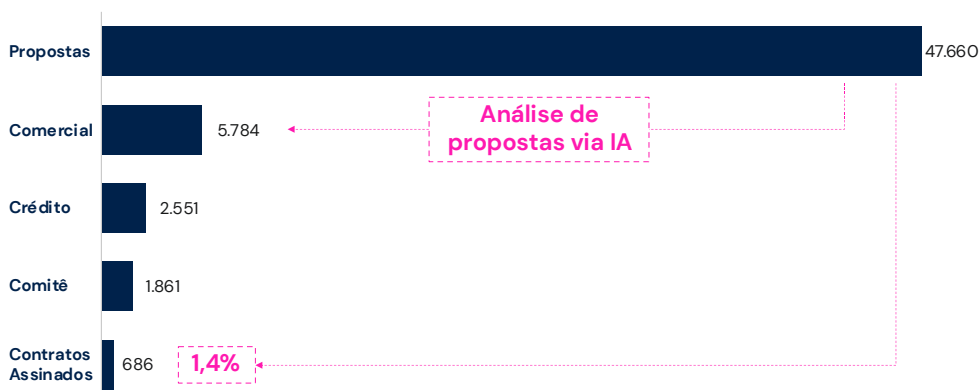 Propostas
47.660
Comercial
5.784
Análise de
propostas via IA
Crédito
2.551
Comitê
1.861
Contratos
Assinados
686
1,4%